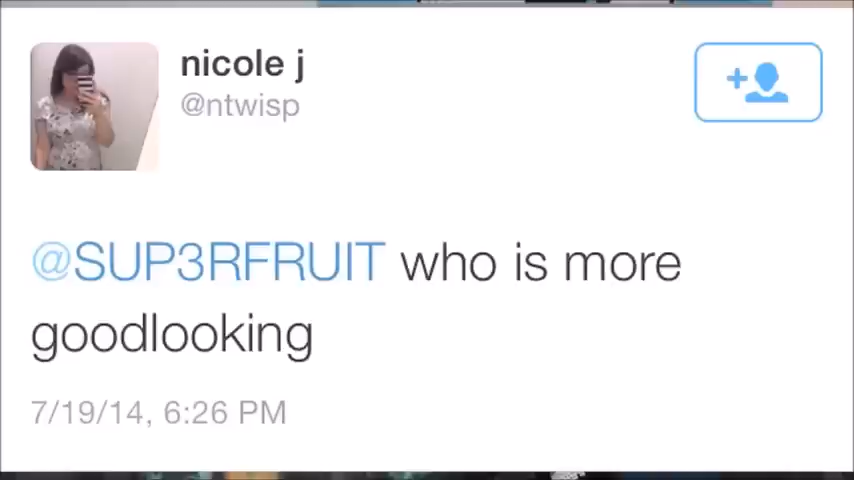 nicole j
@ntwisp
@SUP3RFRUIT who is more
goodlooking
7/19/14, 6:26 PM